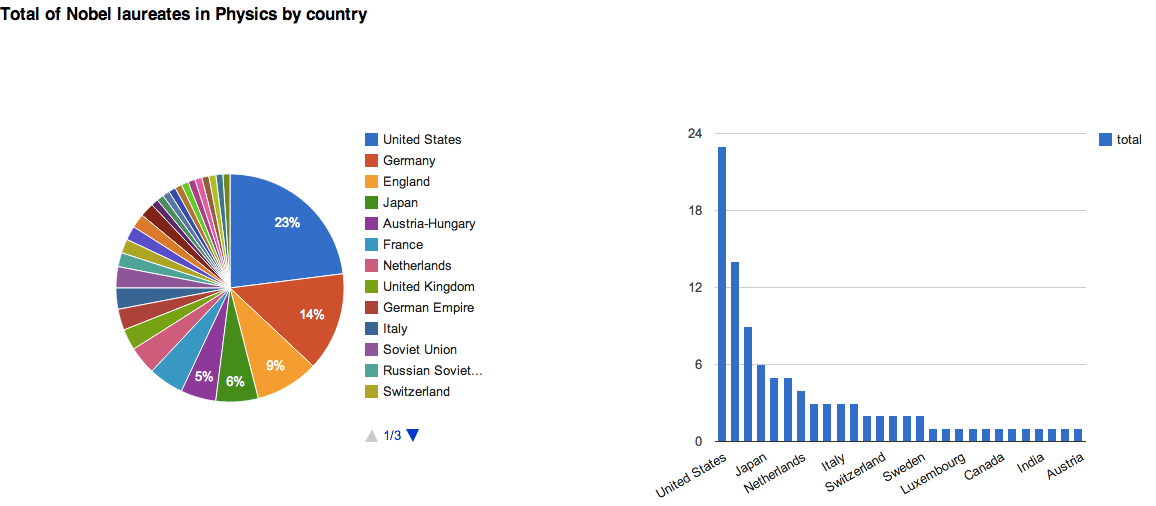 Total of Nobel laureates in Physics by country
23%
14%
9%
6%
5%
United States
Germany
England
Japan
Austria-Hungary
France
Netherlands
United Kingdom
German Empire
Italy
Soviet Union
Russian Soviet...
Switzerland
1/3
24
18
12
6
0
United States
Japan
Netherlands
Italy
Switzerland
Sweden
Luxembourg
Canada
India
Austria
total